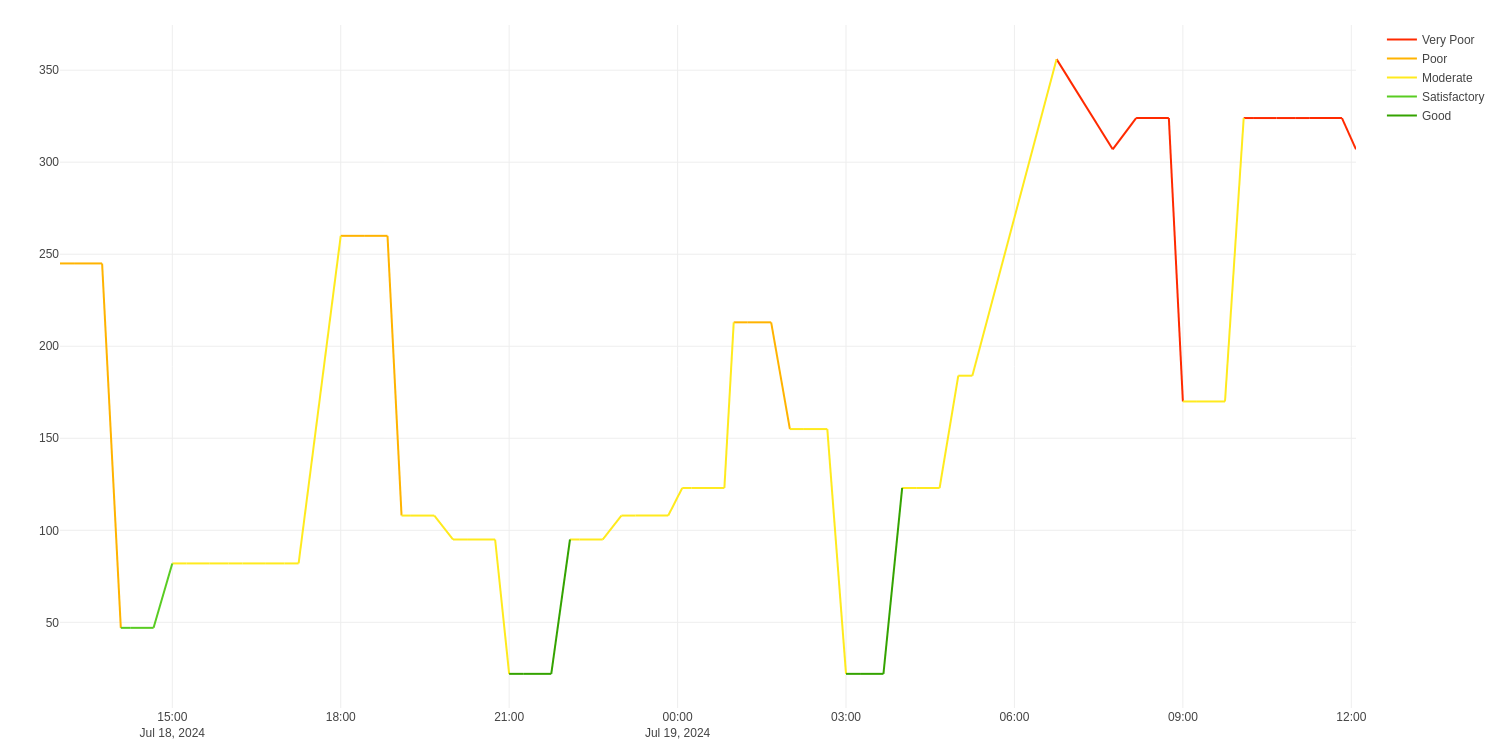 350
300
250
200
150
100
50
15:00
Jul 18, 2024
18:00
21:00
00:00
Jul 19, 2024
03:00
06:00
09:00
12:00
Very Poor
Poor
Moderate
Satisfactory
Good